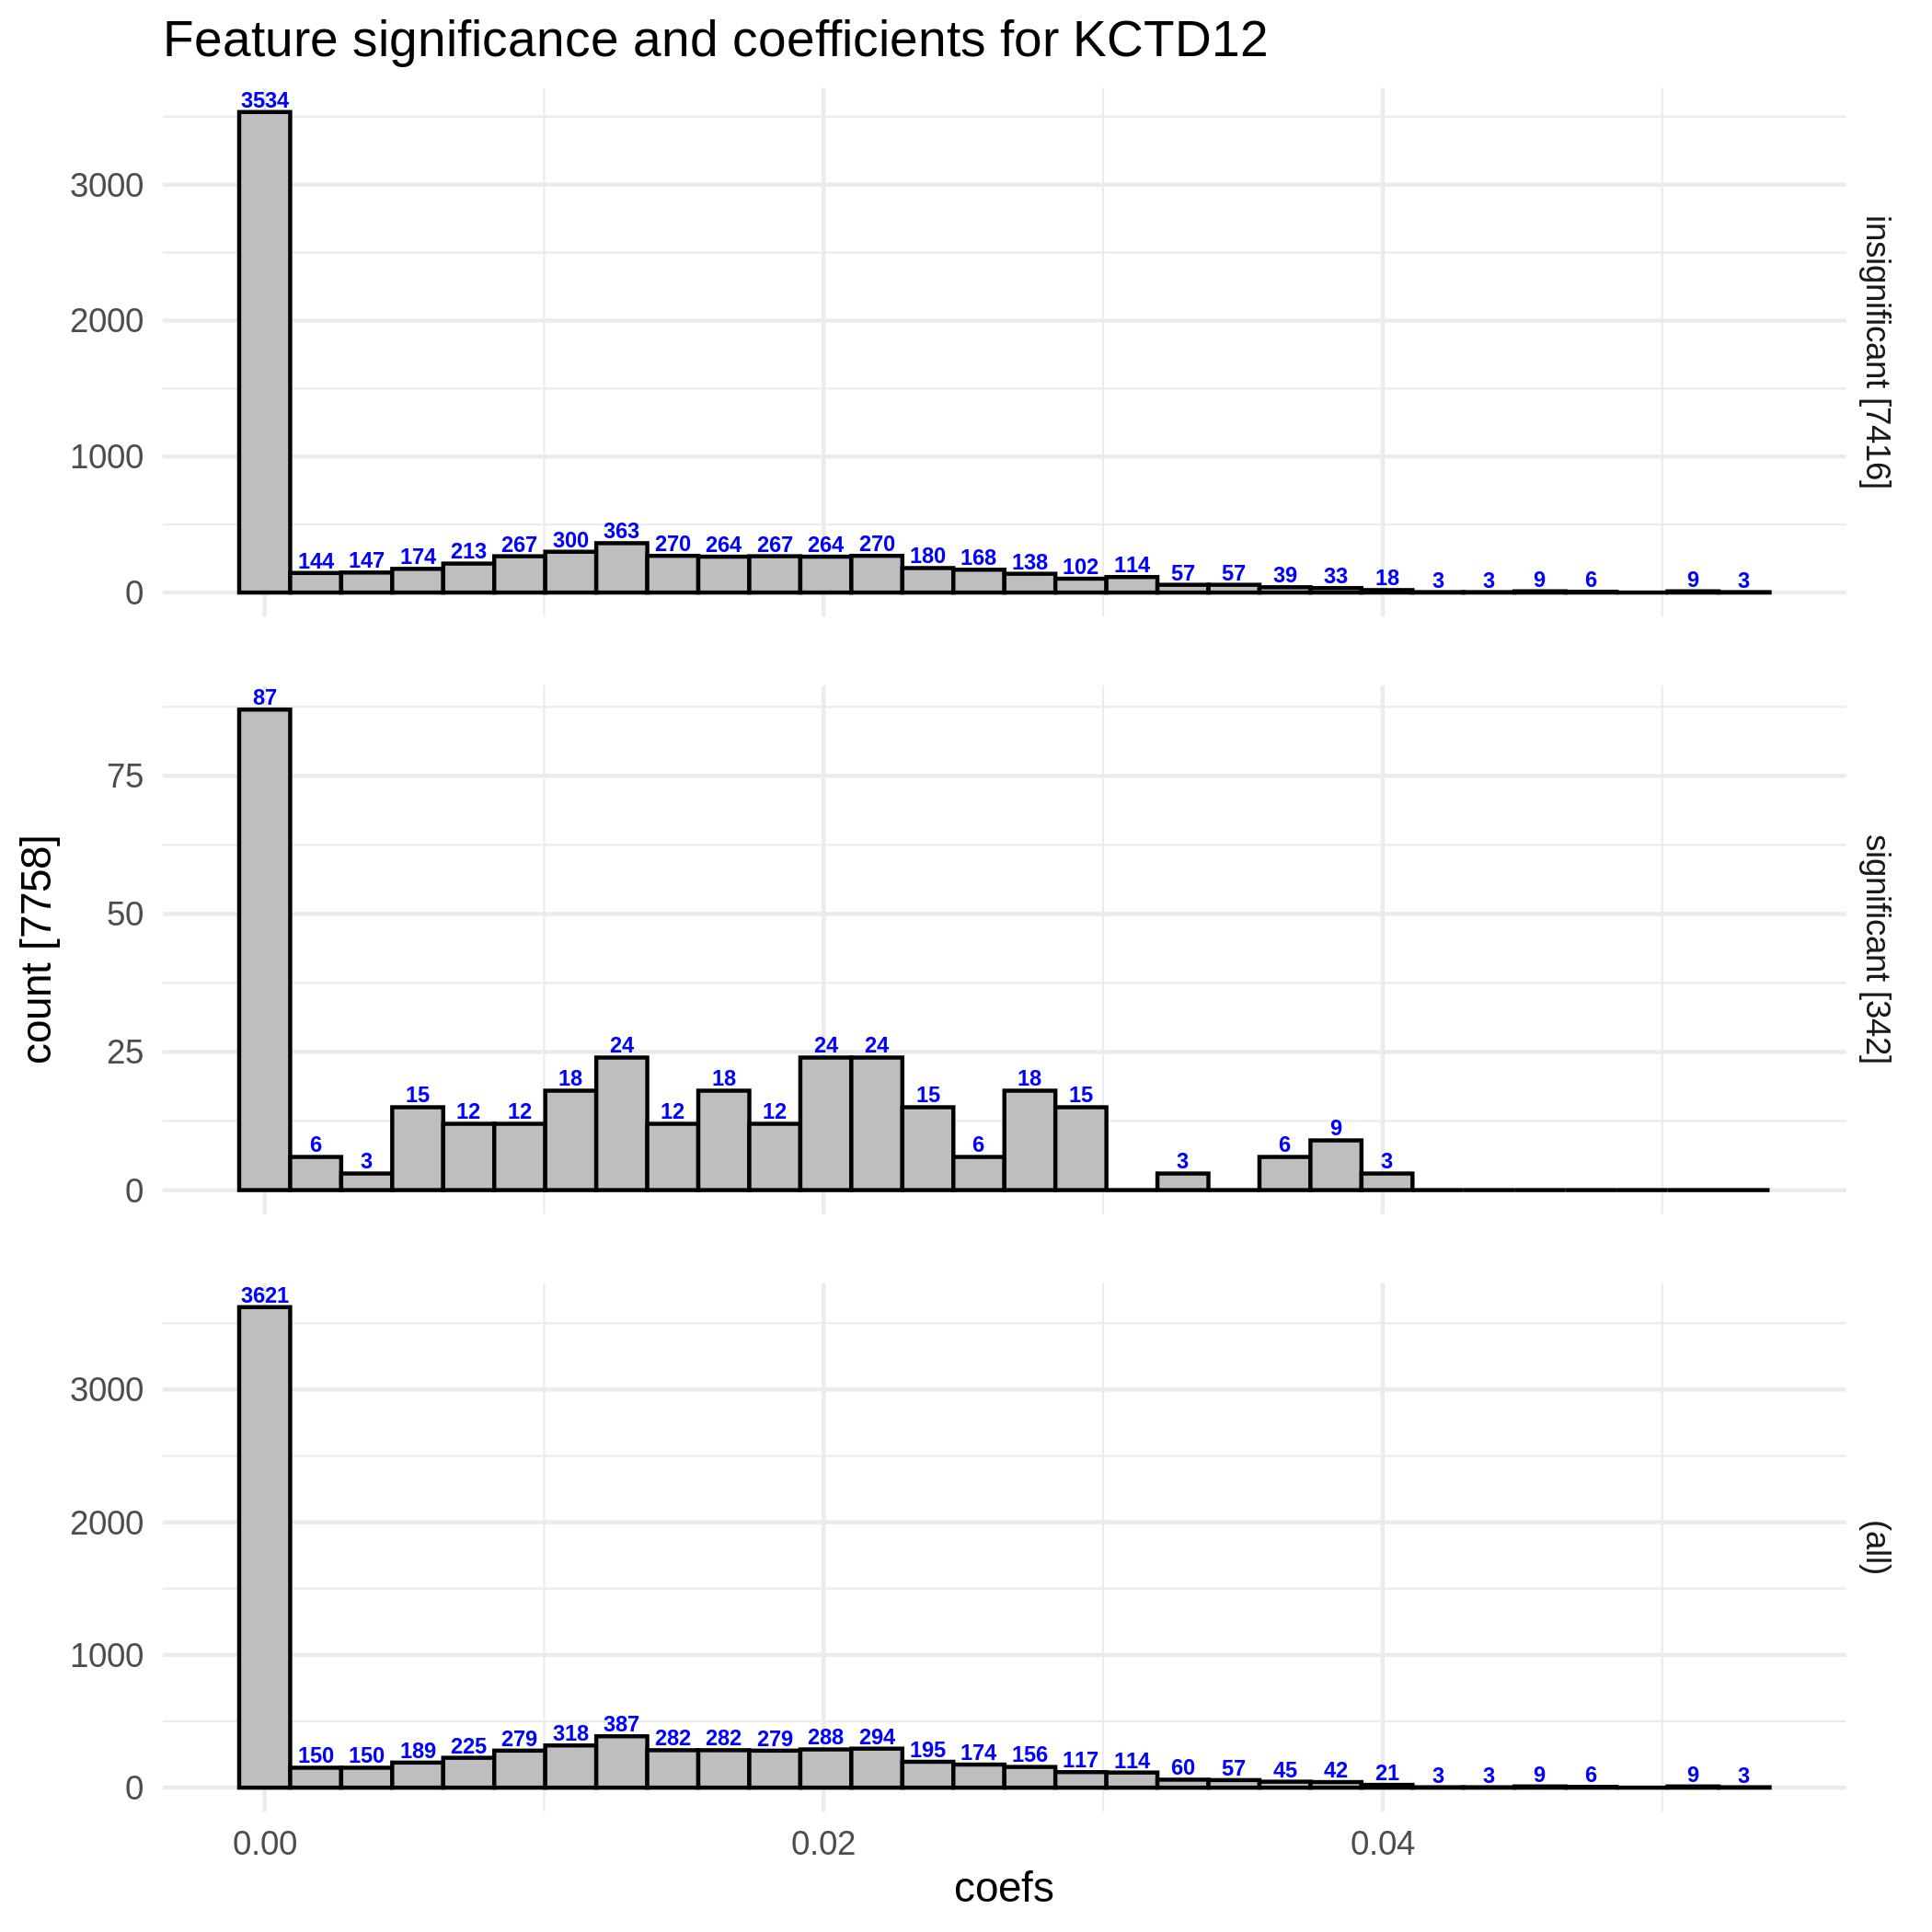 Feature significance and coefficients for KCTD12
3534
3000
2000
1000
0
144 147 174 213 267 300 363 270 264 267 264 270 180 168 138 102 114 57 57 39 33 18 3 3 9 6 9 3
insignificant [7416]
87
75
50
25
0
6 3 15 12 12 18 24 12 18 12 24 24 15 6 18 15 3 6 9 3
significant [342]
count [7758]
3621
3000
2000
1000
0
150 150 189 225 279 318 387 282 282 279 288 294 195 174 156 117 114 60 57 45 42 21 3 3 9 6 9 3
(all)
0.00 0.02 0.04
coefs